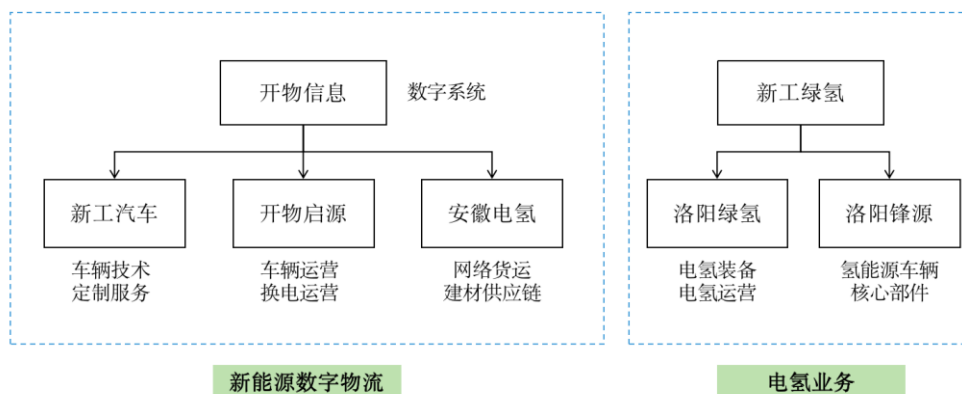 开物信息
数字系统
新工汽车
开物启源
安徽电氢
车辆技术
定制服务
车辆运营
换电运营
网络货运
建材供应链
新能源数字物流
新工绿氢
洛阳绿氢
洛阳锋源
电氢装备
电氢运营
氢能源车辆
核心部件
电氢业务